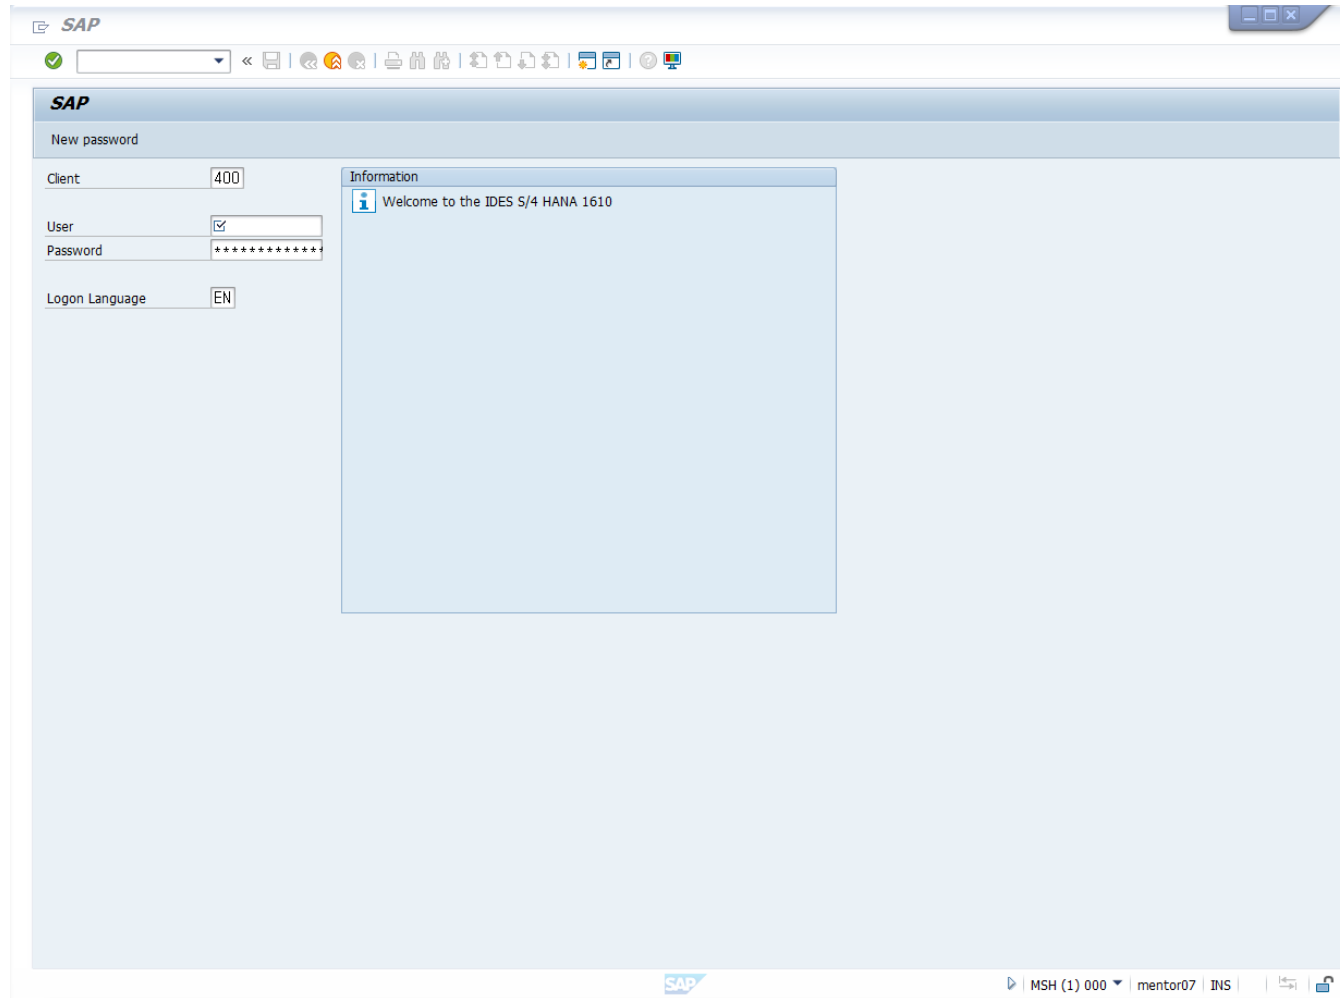 SAP
SAP
New password
Client 400
Information
Welcome to the IDES S/4 HANA 1610
User
Password *************
Logon Language EN
SAP
MSH (1) 000 mentor07 INS